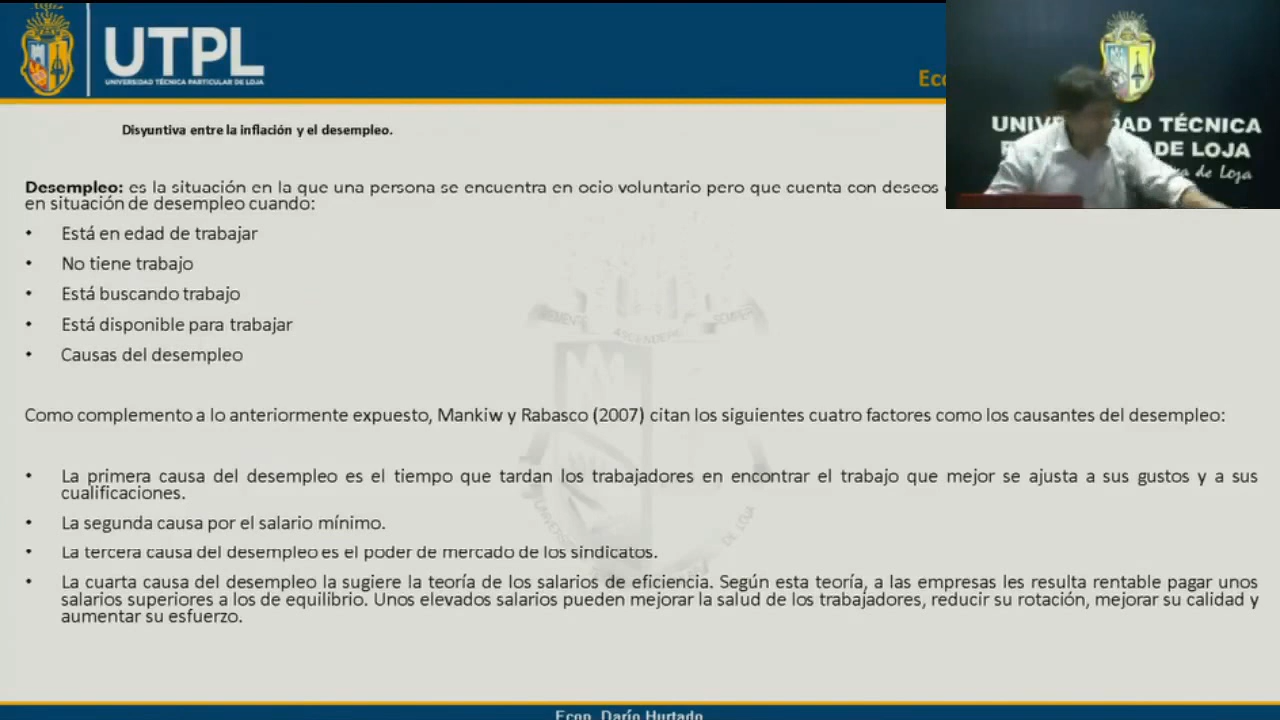 UTPL
UNIVERSIDAD TÉCNICA PARTICULAR DE LOJA
Disyuntiva entre la inflación y el desempleo.
UNIVERSIDAD TÉCNICA
DE LOJA
de Loja
Desempleo: es la situación en la que una persona se encuentra en ocio voluntario pero que cuenta con deseos
en situación de desempleo cuando:
• Está en edad de trabajar
• No tiene trabajo
• Está buscando trabajo
• Está disponible para trabajar
• Causas del desempleo
SEMPER
ASCENDERE
Como complemento a lo anteriormente expuesto, Mankiw y Rabasco (2007) citan los siguientes cuatro factores como los causantes del desempleo:
• La primera causa del desempleo es el tiempo que tardan los trabajadores en encontrar el trabajo que mejor se ajusta a sus gustos y a sus
cualificaciones.
• La segunda causa por el salario mínimo.
• La tercera causa del desempleo es el poder de mercado de los sindicatos.
• La cuarta causa del desempleo la sugiere la teoría de los salarios de eficiencia. Según esta teoría, a las empresas les resulta rentable pagar unos
salarios superiores a los de equilibrio. Unos elevados salarios pueden mejorar la salud de los trabajadores, reducir su rotación, mejorar su calidad y
aumentar su esfuerzo.
Econ. Darío Hurtado